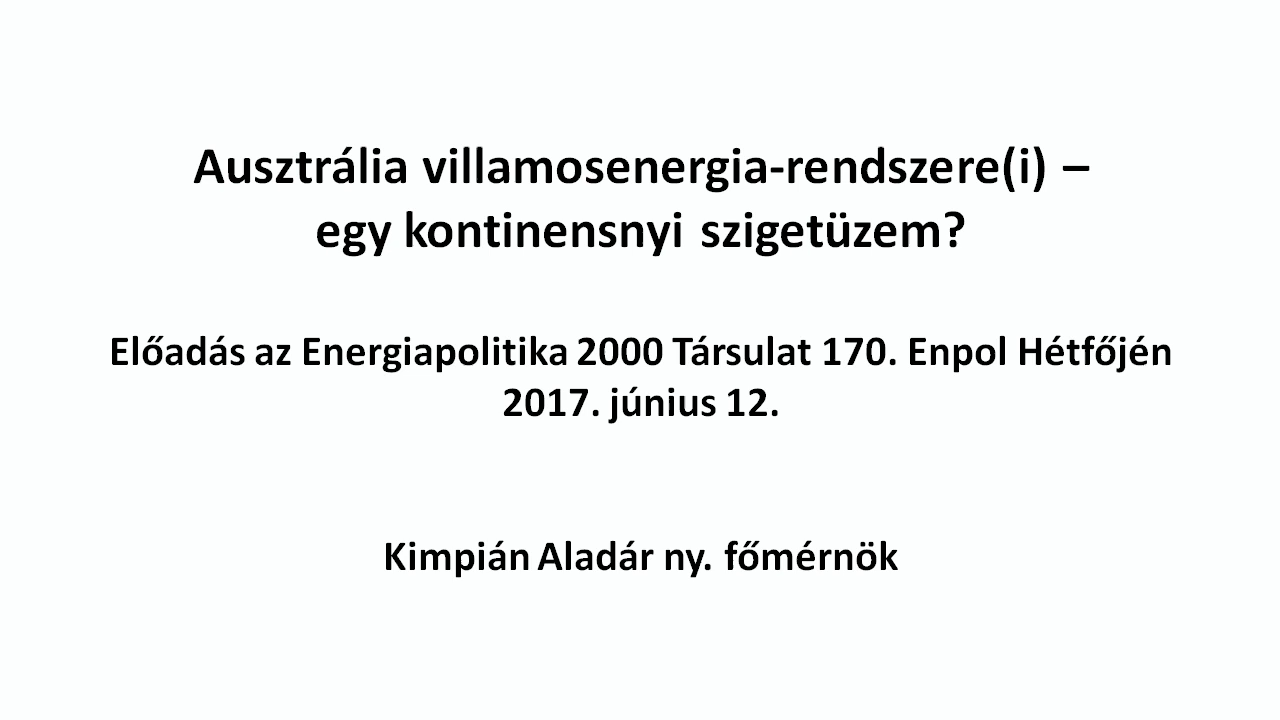 Ausztrália villamosenergia-rendszere(i) –
egy kontinensnyi szigetüzem?
Előadás az Energiapolitika 2000 Társulat 170. Enpol Hétfőjén
2017. június 12.
Kimpián Aladár ny. főmérnök